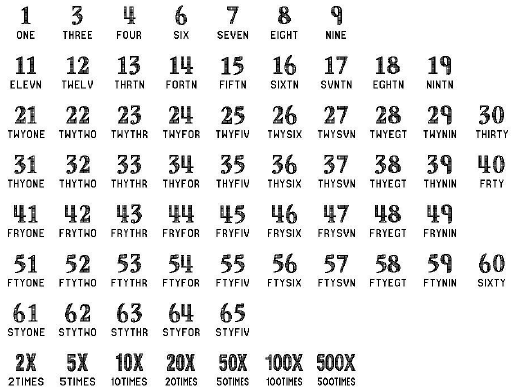 1 3 4 6 7 8 9
ONE THREE FOUR SIX SEVEN EIGHT NINE
11 12 13 14 15 16 17 18 19
ELEVN TWELV THRTN FORTN FIFTN SIXTN SVNTN EGHTN NINTN
21 22 23 24 25 26 27 28 29 30
TWYONE TWYTWO TWYTHR TWYFOR TWYFIV TWYSIX TWYSVN TWYEGT TWYNIN THIRTY
31 32 33 34 35 36 37 38 39 40
THYONE THYTWO THYTHR THYFOR THYFIV THYSIX THYSVN THYEGT THYNIN FRTY
41 42 43 44 45 46 47 48 49
FRYONE FRYTWO FRYTHR FRYFOR FRYFIV FRYSIX FRYSVN FRYEGT FRYNIN
51 52 53 54 55 56 57 58 59 60
FTYONE FTYTWO FTYTHR FTYFOR FTYFIV FTYSIX FTYSVN FTYEGT FTYNIN SIXTY
61 62 63 64 65
STYONE STYTWO STYTHR STYFOR STYFIV
2X 5X 10X 20X 50X 100X 500X
2TIMES 5TIMES 10TIMES 20TIMES 50TIMES 100TIMES 500TIMES